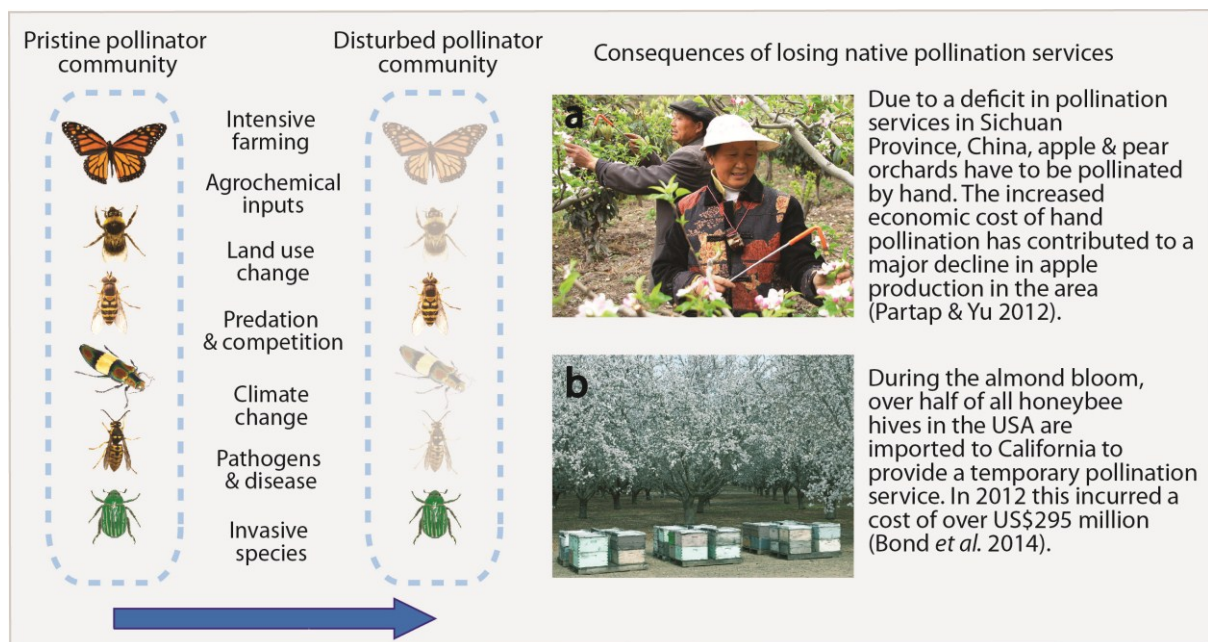 Pristine pollinator
community
Disturbed pollinator
community
Intensive
farming
Agrochemical
inputs
Land use
change
Predation
& competition
Climate
change
Pathogens
& disease
Invasive
species
Consequences of losing native pollination services
a
Due to a deficit in pollination
services in Sichuan
Province, China, apple & pear
orchards have to be pollinated
by hand. The increased
economic cost of hand
pollination has contributed to a
major decline in apple
production in the area
(Partap & Yu 2012).
b
During the almond bloom,
over half of all honeybee
hives in the USA are
imported to California to
provide a temporary pollination
service. In 2012 this incurred a
cost of over US$295 million
(Bond et al. 2014).